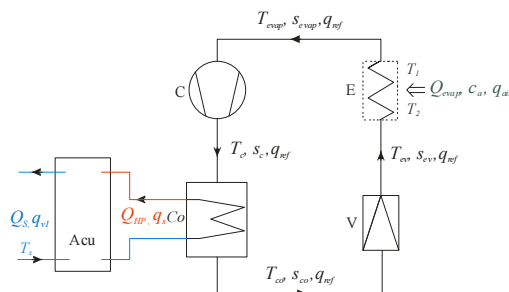 T_evap, s_evap, q_ref
C
E
T_1
T_2
Q_evap, c_a, q_ai
T_c, s_c, q_ref
T_ev, s_ev, q_ref
Q_S, q_vl
T_s
Acu
Q_HP, q_s Co
V
T_co, s_co, q_ref